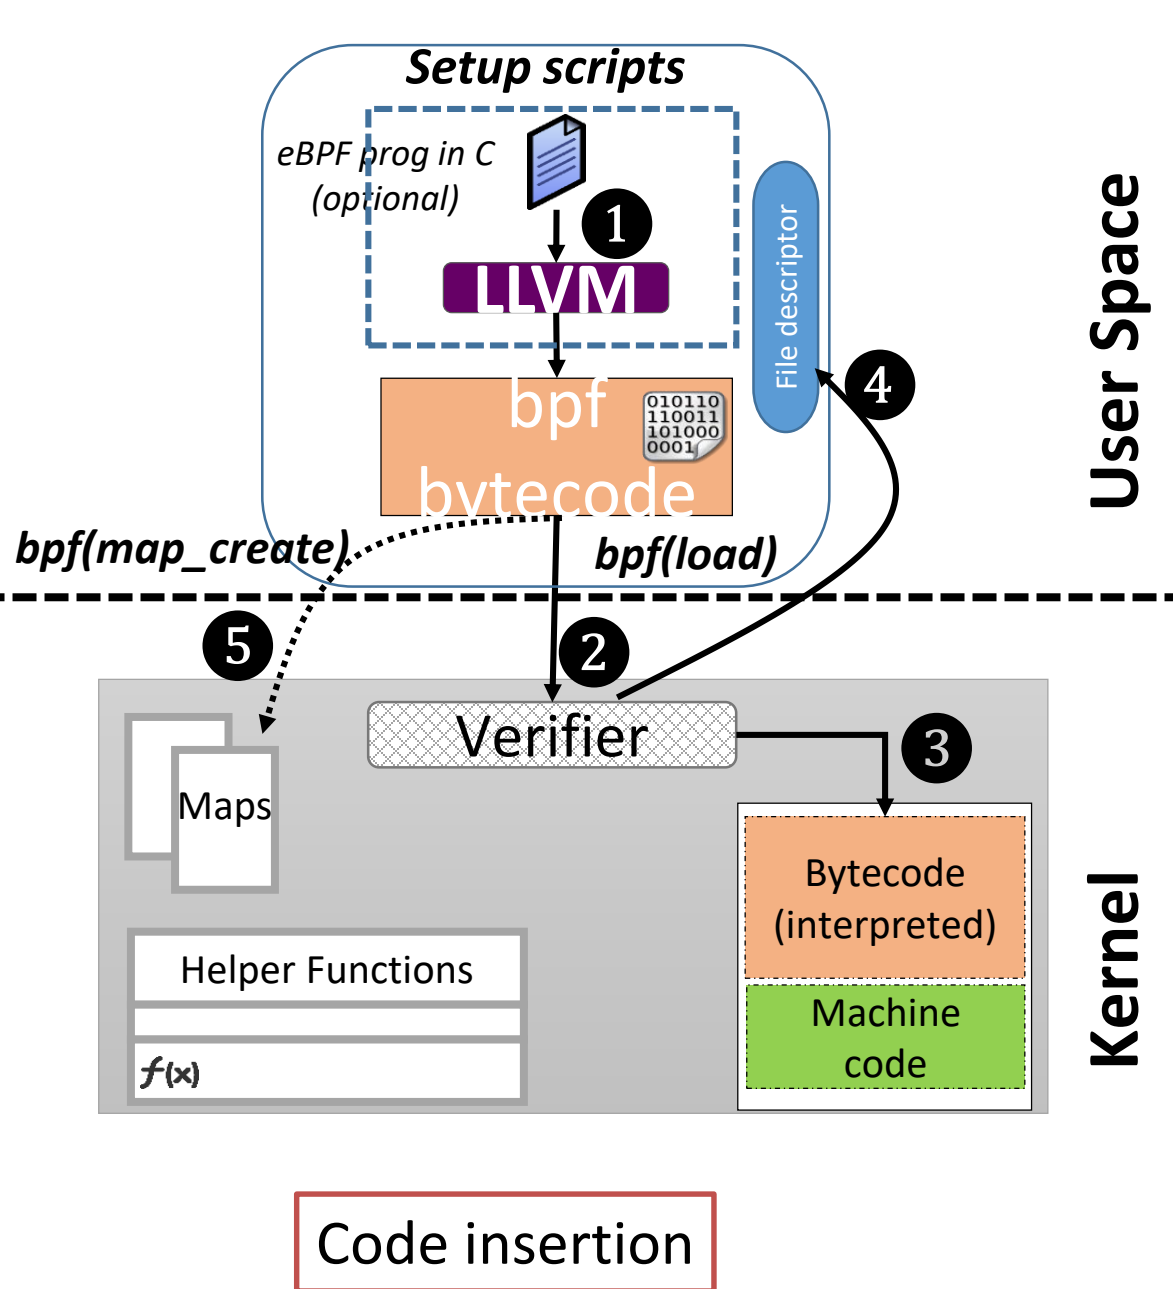 Setup scripts
eBPF prog in C
(optional)
1
LLVM
File descriptor
4
bpf
bytecode
010110
110011
101000
0001
bpf(map_create)
bpf(load)
User Space
5
2
Verifier
3
Maps
Bytecode
(interpreted)
Helper Functions
Machine
code
f(x)
Kernel
Code insertion